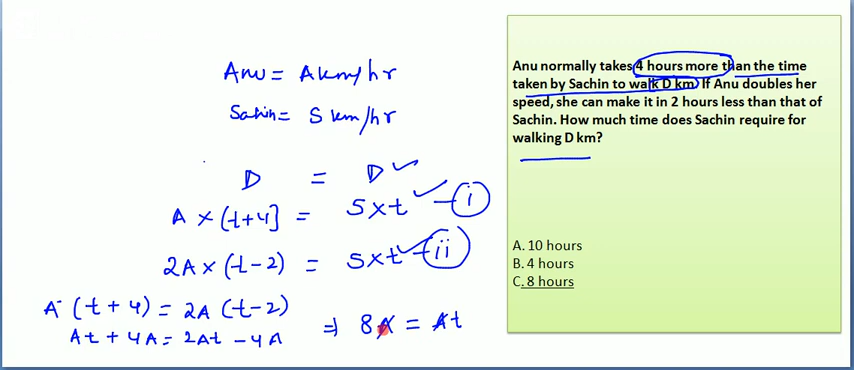 Anu = A km/hr
Sachin = S km/hr
D = D
A × (t+4] = S×t – i
2A × (t-2) = S×t – ii
A (t+4) = 2A (t-2)
At + 4A = 2At - 4A ⇒ 8A = At
Anu normally takes 4 hours more than the time
taken by Sachin to walk D km. If Anu doubles her
speed, she can make it in 2 hours less than that of
Sachin. How much time does Sachin require for
walking D km?
A. 10 hours
B. 4 hours
C. 8 hours